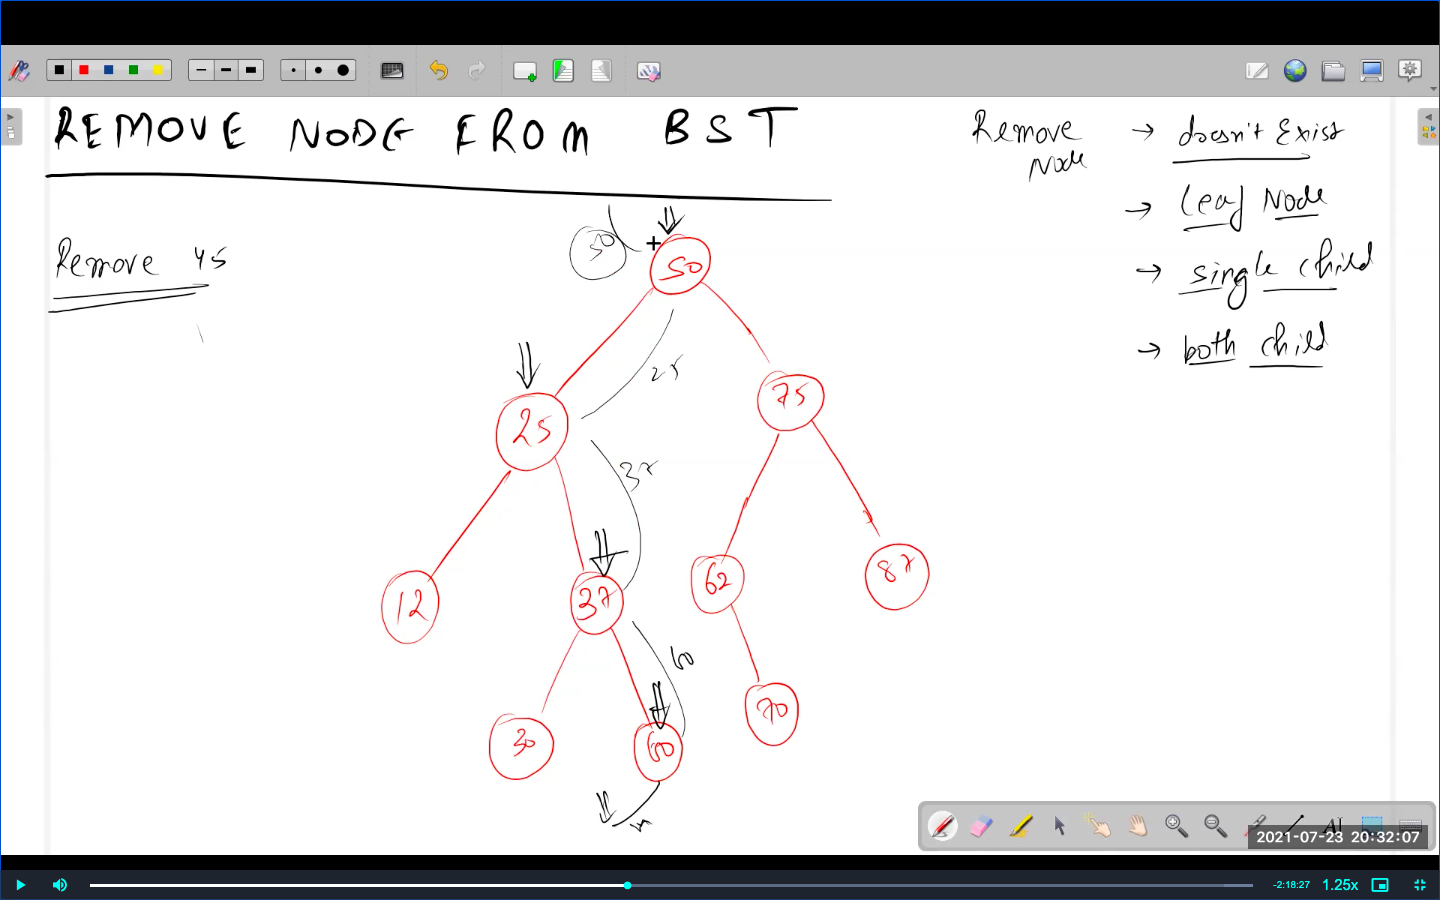 REMOVE NODE FROM BST
Remove → doesn't Exist
Node
→ Leaf Node
→ single child
→ both child
Remove 45
50
50
25
25
75
37
12
37
62
87
60
30
60
70
n
AI
2021-07-23 20:32:07
-2:18:27
1.25x